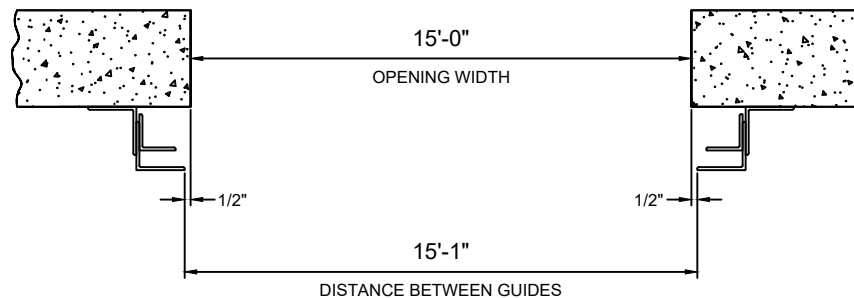 15'-0"
OPENING WIDTH
1/2" 1/2"
15'-1"
DISTANCE BETWEEN GUIDES